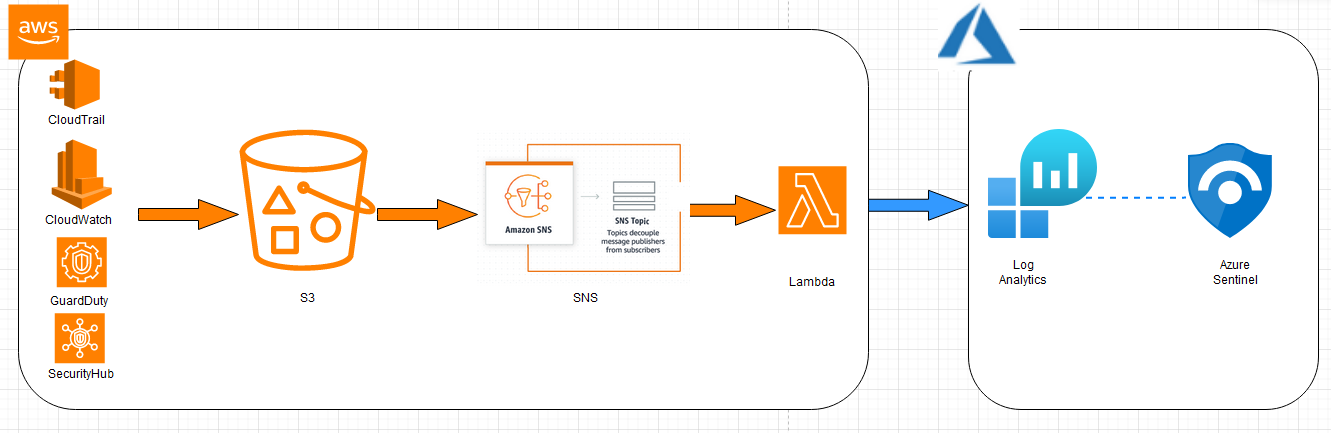 aws
CloudTrail
CloudWatch
GuardDuty
SecurityHub
S3
Amazon SNS
SNS Topic
Topics decouple
message publishers
from subscribers
SNS
Lambda
Log
Analytics
Azure
Sentinel